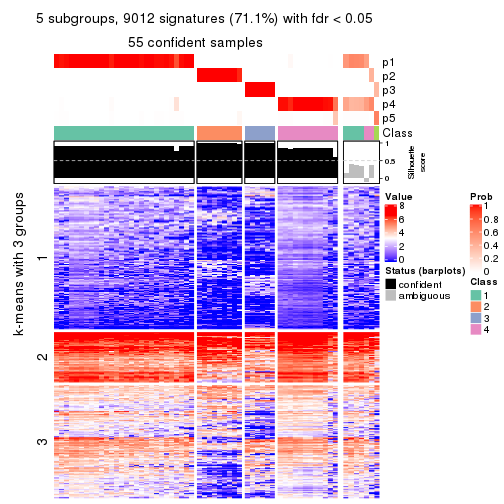 5 subgroups, 9012 signatures (71.1%) with fdr < 0.05
55 confident samples
p1
p2
p3
p4
p5
Class
1
0.5
0
Silhouette
score
k-means with 3 groups
1
2
3
Value
8
6
4
2
0
Status (barplots)
confident
ambiguous
Prob
1
0.8
0.6
0.4
0.2
0
Class
1
2
3
4